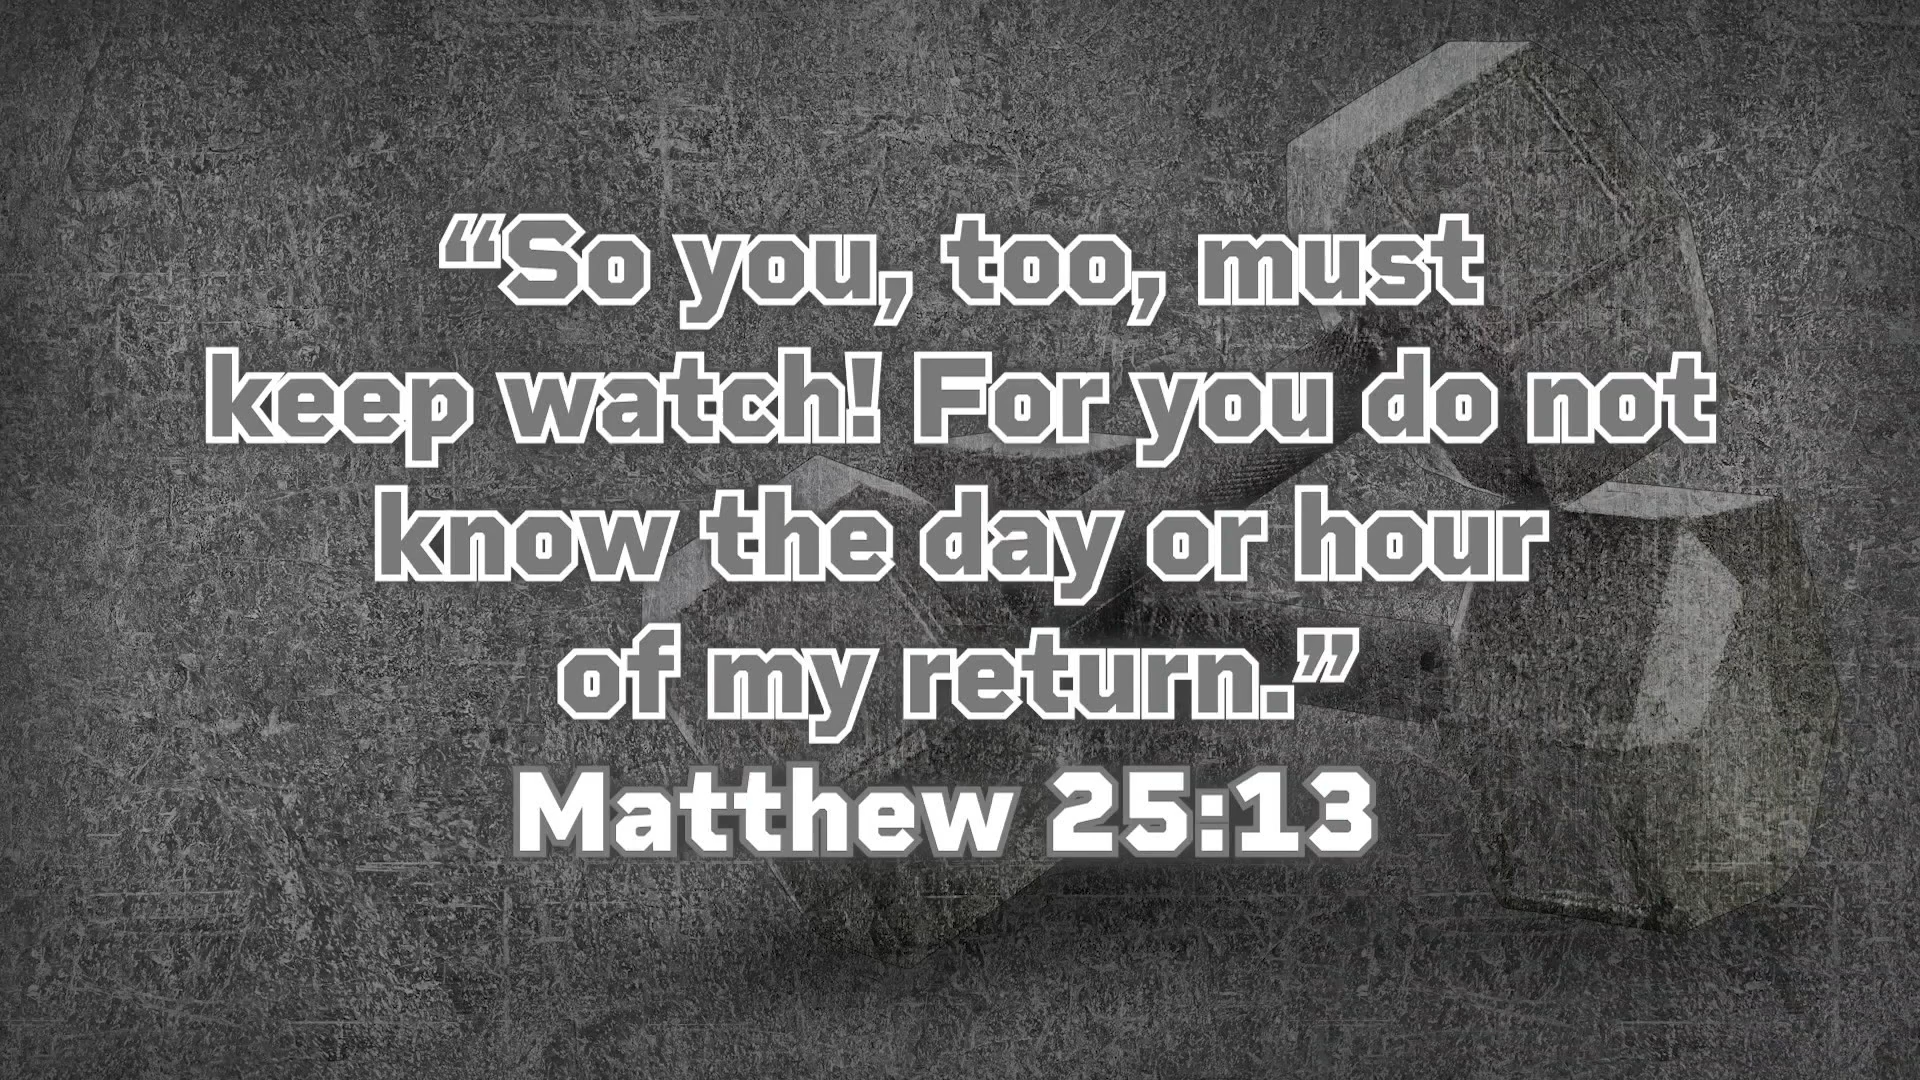 “So you, too, must
keep watch! For you do not
know the day or hour
of my return.”
Matthew 25:13